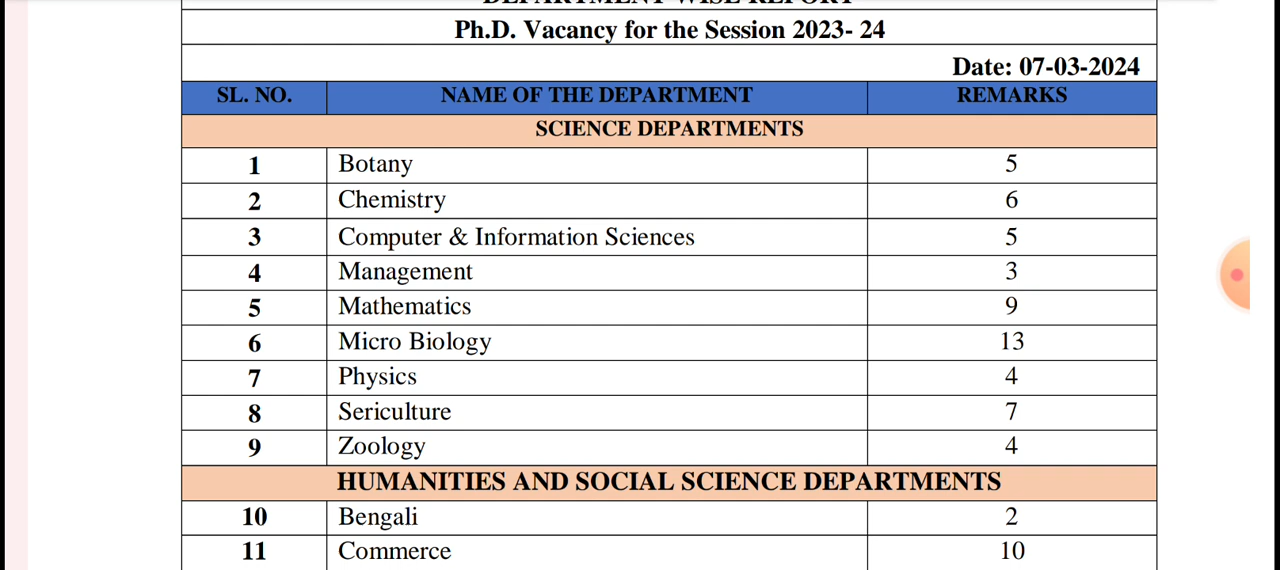 DEPARTMENT WISE REPORT
Ph.D. Vacancy for the Session 2023- 24
Date: 07-03-2024
SL. NO. NAME OF THE DEPARTMENT REMARKS
SCIENCE DEPARTMENTS
1 Botany 5
2 Chemistry 6
3 Computer & Information Sciences 5
4 Management 3
5 Mathematics 9
6 Micro Biology 13
7 Physics 4
8 Sericulture 7
9 Zoology 4
HUMANITIES AND SOCIAL SCIENCE DEPARTMENTS
10 Bengali 2
11 Commerce 10